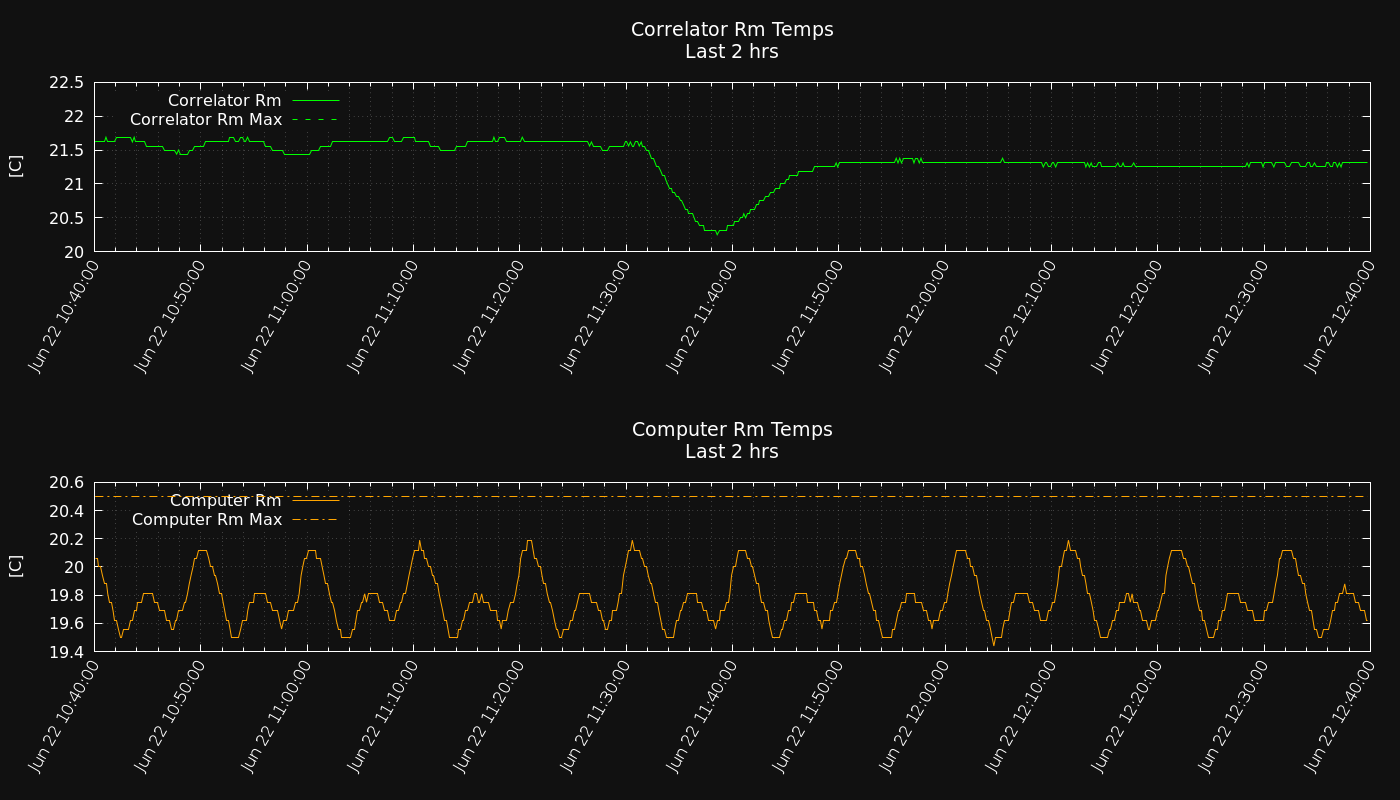 Correlator Rm Temps
Last 2 hrs
22.5
22
21.5
21
20.5
20
[C]
Correlator Rm
Correlator Rm Max
Jun 22 10:40:00
Jun 22 10:50:00
Jun 22 11:00:00
Jun 22 11:10:00
Jun 22 11:20:00
Jun 22 11:30:00
Jun 22 11:40:00
Jun 22 11:50:00
Jun 22 12:00:00
Jun 22 12:10:00
Jun 22 12:20:00
Jun 22 12:30:00
Jun 22 12:40:00
Computer Rm Temps
Last 2 hrs
20.6
20.4
20.2
20
19.8
19.6
19.4
[C]
Computer Rm
Computer Rm Max
Jun 22 10:40:00
Jun 22 10:50:00
Jun 22 11:00:00
Jun 22 11:10:00
Jun 22 11:20:00
Jun 22 11:30:00
Jun 22 11:40:00
Jun 22 11:50:00
Jun 22 12:00:00
Jun 22 12:10:00
Jun 22 12:20:00
Jun 22 12:30:00
Jun 22 12:40:00